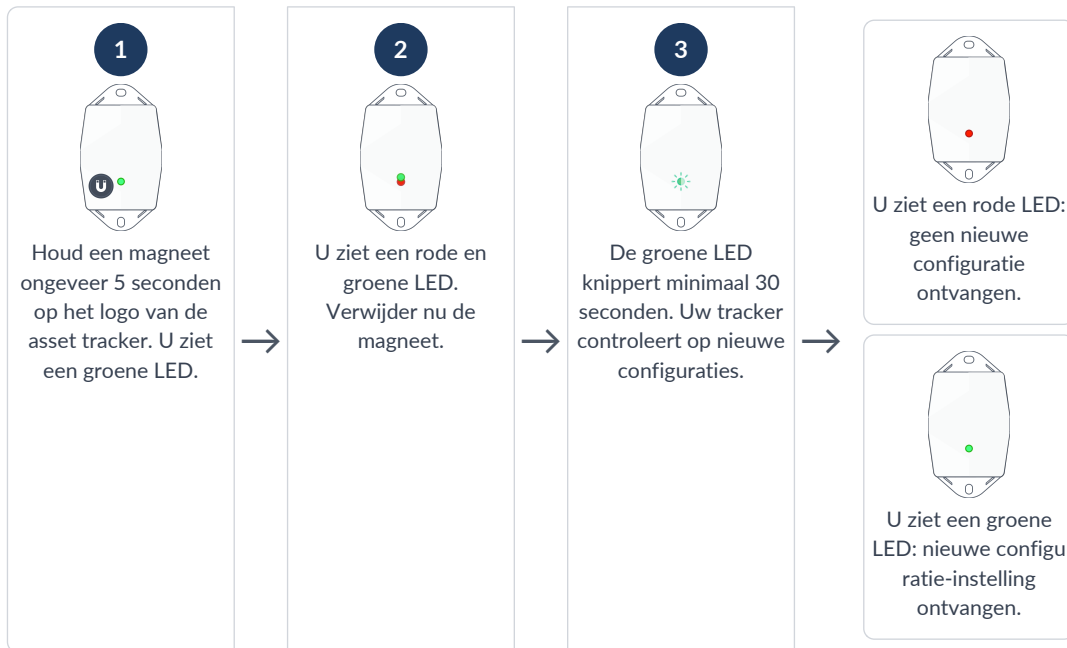 1
Houd een magneet
ongeveer 5 seconden
op het logo van de
asset tracker. U ziet
een groene LED.
2
U ziet een rode en
groene LED.
Verwijder nu de
magneet.
3
De groene LED
knippert minimaal 30
seconden. Uw tracker
controleert op nieuwe
configuraties.
U ziet een rode LED:
geen nieuwe
configuratie
ontvangen.
U ziet een groene
LED: nieuwe configu
ratie-instelling
ontvangen.